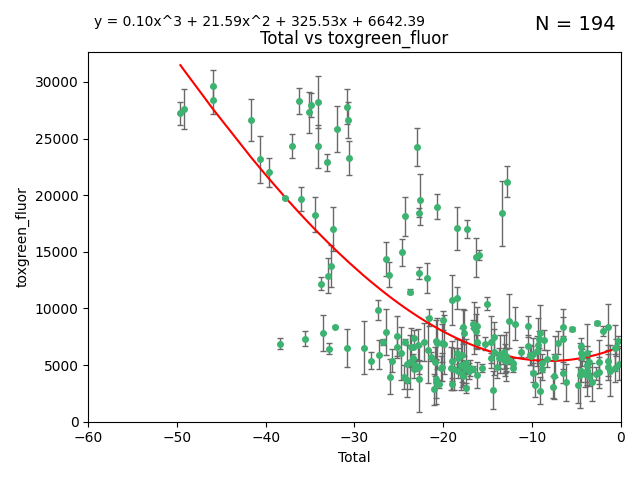 y = 0.10x^3 + 21.59x^2 + 325.53x + 6642.39
N = 194
Total vs toxgreen_fluor
30000
25000
20000
15000
10000
5000
0
toxgreen_fluor
−60
−50
−40
−30
−20
−10
0
Total